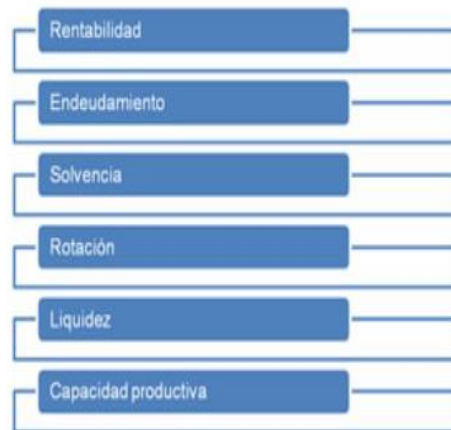 Rentabilidad
Endeudamiento
Solvencia
Rotación
Liquidez
Capacidad productiva